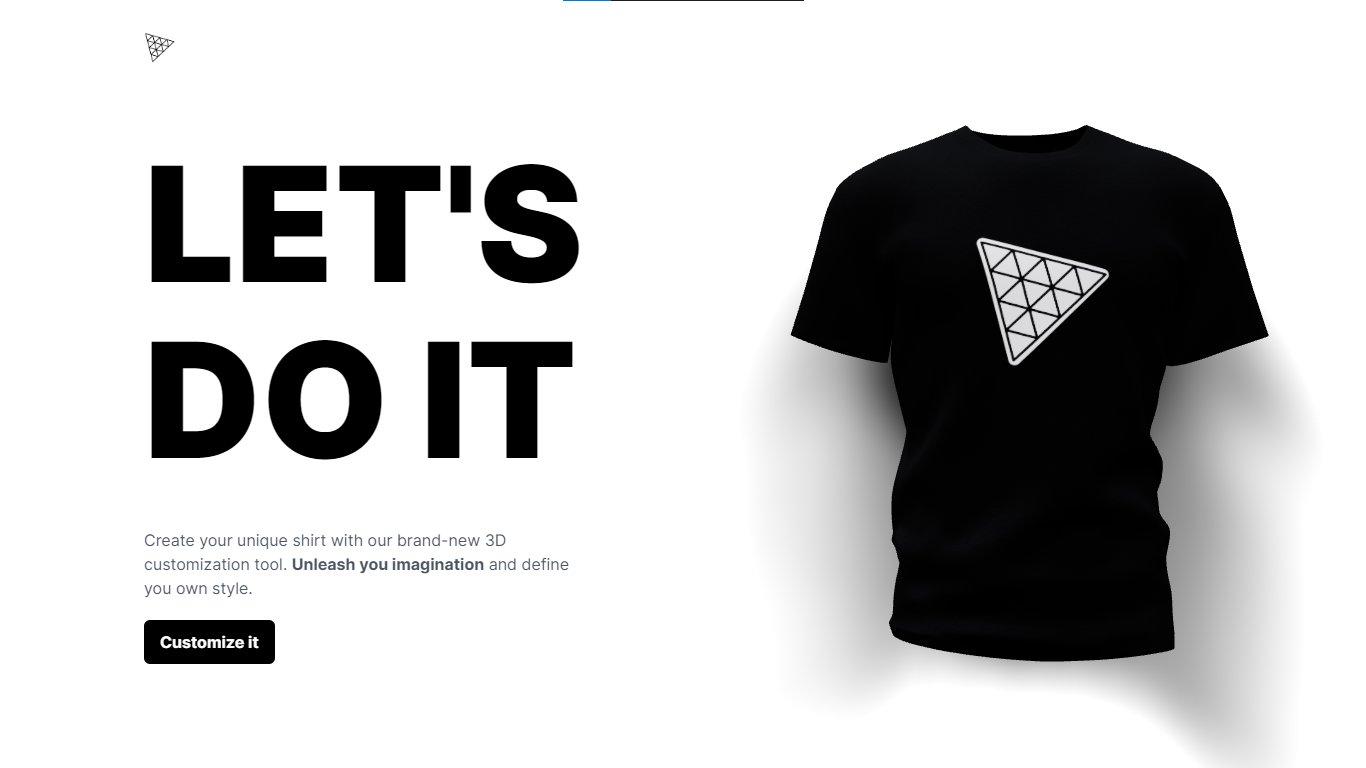 LET'S
DO IT
Create your unique shirt with our brand-new 3D
customization tool. Unleash you imagination and define
you own style.
Customize it